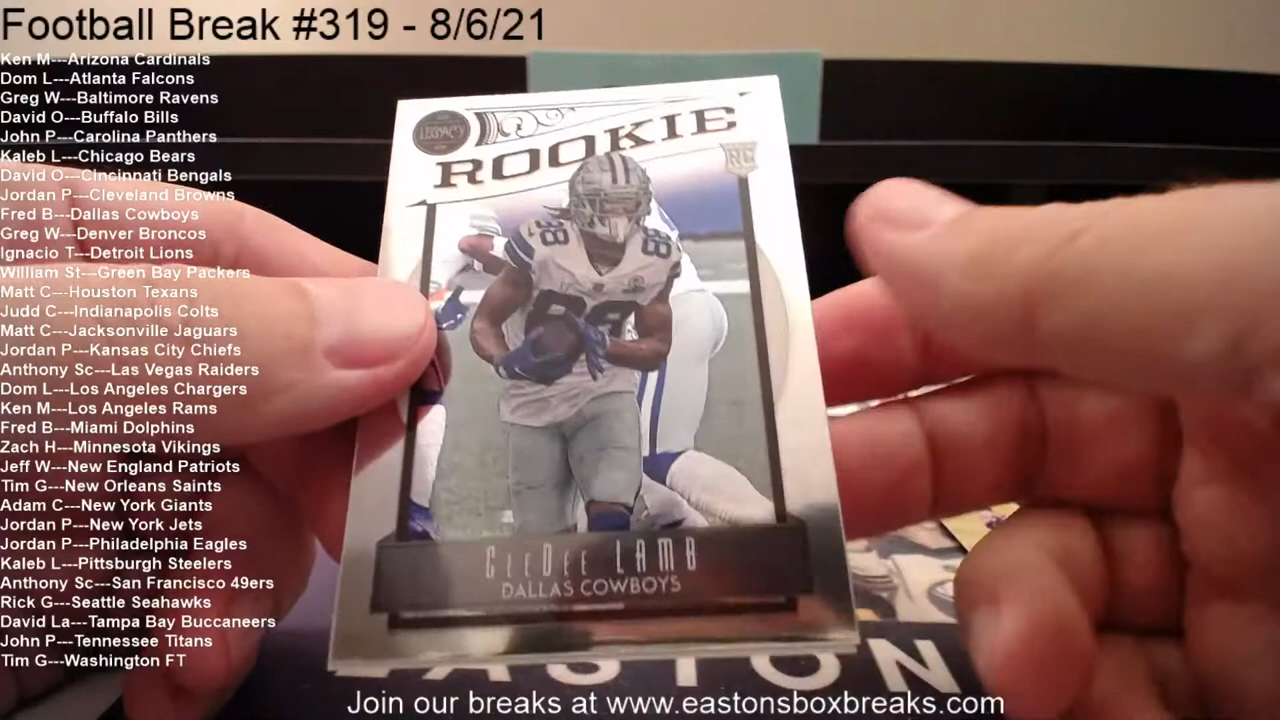 Football Break #319 - 8/6/21
Ken M---Arizona Cardinals
Dom L---Atlanta Falcons
Greg W---Baltimore Ravens
David O---Buffalo Bills
John P---Carolina Panthers
Kaleb L---Chicago Bears
David O---Cincinnati Bengals
Jordan P---Cleveland Browns
Fred B---Dallas Cowboys
Greg W---Denver Broncos
Ignacio T---Detroit Lions
William St---Green Bay Packers
Matt C---Houston Texans
Judd C---Indianapolis Colts
Matt C---Jacksonville Jaguars
Jordan P---Kansas City Chiefs
Anthony Sc---Las Vegas Raiders
Dom L---Los Angeles Chargers
Ken M---Los Angeles Rams
Fred B---Miami Dolphins
Zach H---Minnesota Vikings
Jeff W---New England Patriots
Tim G---New Orleans Saints
Adam C---New York Giants
Jordan P---New York Jets
Jordan P---Philadelphia Eagles
Kaleb L---Pittsburgh Steelers
Anthony Sc---San Francisco 49ers
Rick G---Seattle Seahawks
David La---Tampa Bay Buccaneers
John P---Tennessee Titans
Tim G---Washington FT
LEGACY
ROOKIE
RC
88
88
88
CeeDee LAMB
DALLAS COWBOYS
EASTON
Join our breaks at www.eastonsboxbreaks.com